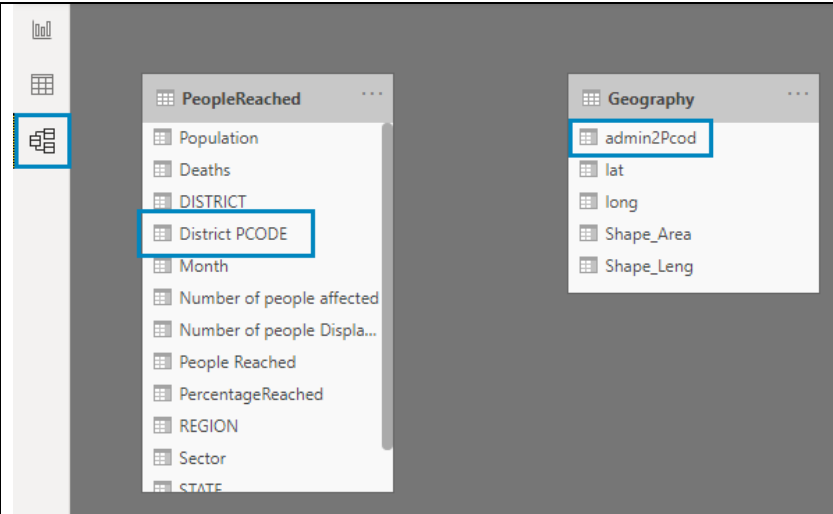 PeopleReached
Population
Deaths
DISTRICT
District PCODE
Month
Number of people affected
Number of people Displa...
People Reached
PercentageReached
REGION
Sector
STATE
Geography
admin2Pcod
lat
long
Shape_Area
Shape_Leng